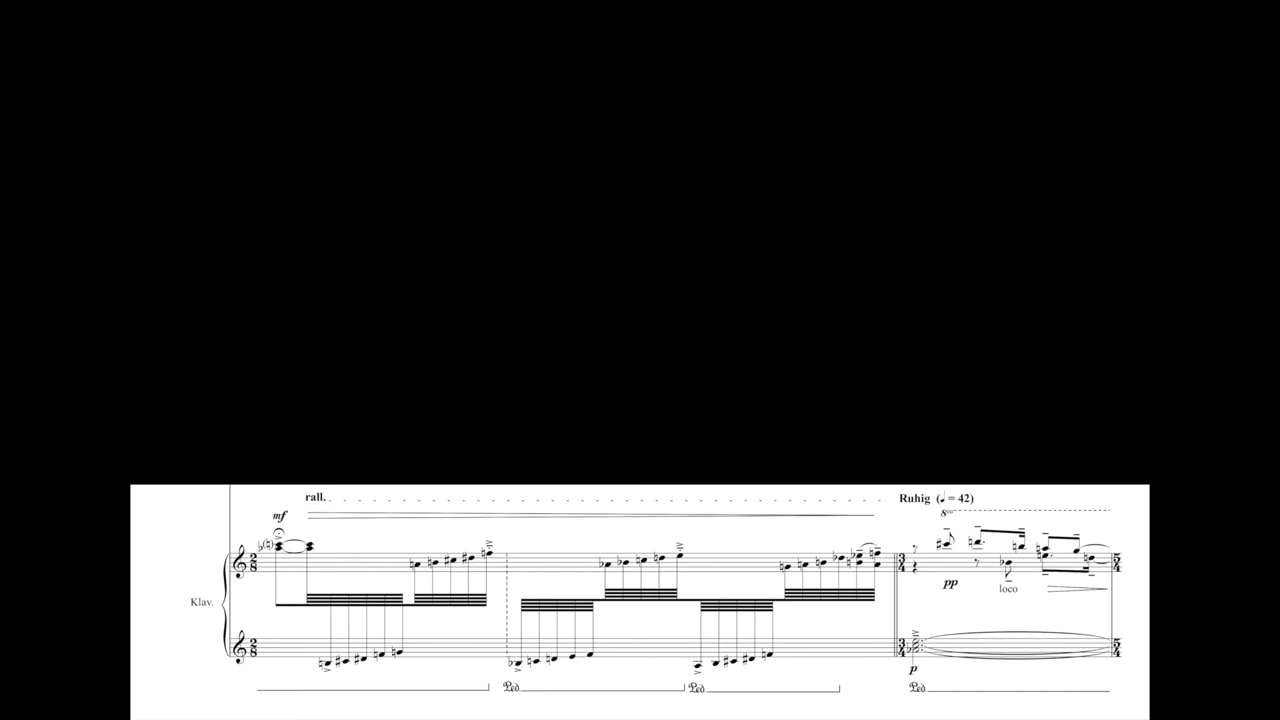 rall.
Ruhig (♩ = 42)
mf
8va
pp
loco
Klav.
p
Ped Ped Ped